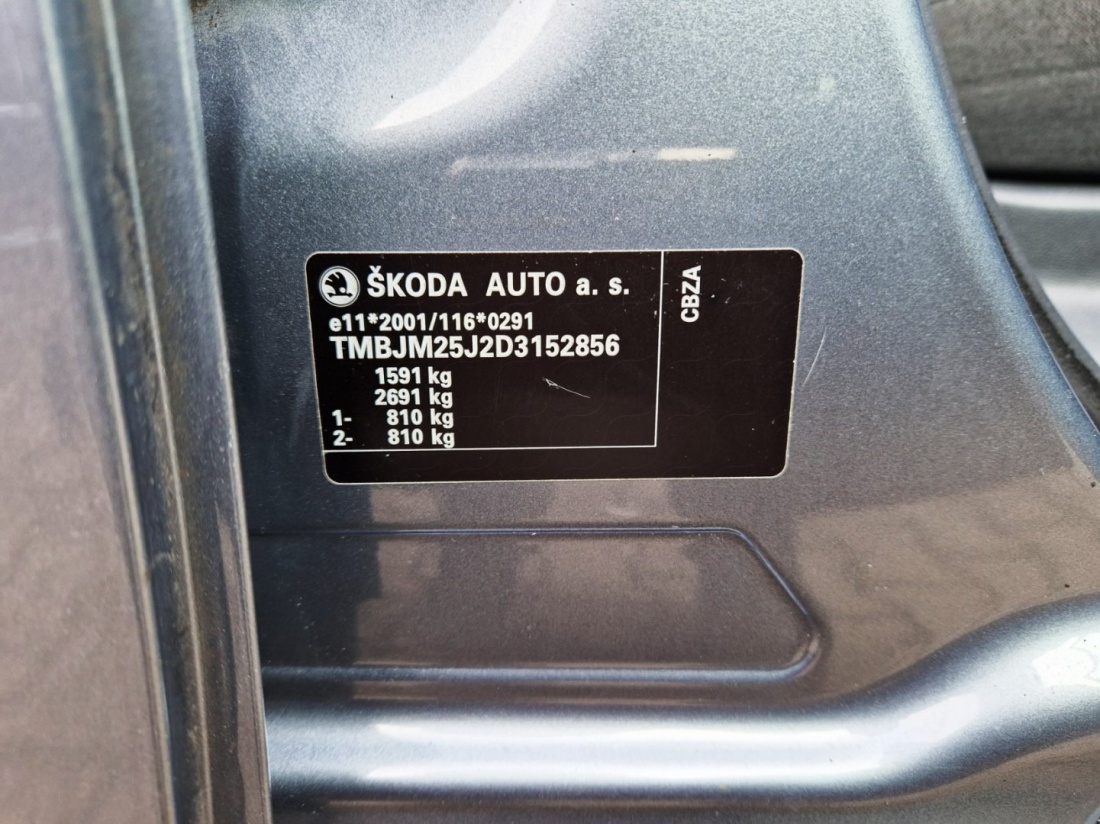 ŠKODA AUTO a. s.
e11*2001/116*0291
TMBJM25J2D3152856
1591 kg
2691 kg
1- 810 kg
2- 810 kg
CBZA